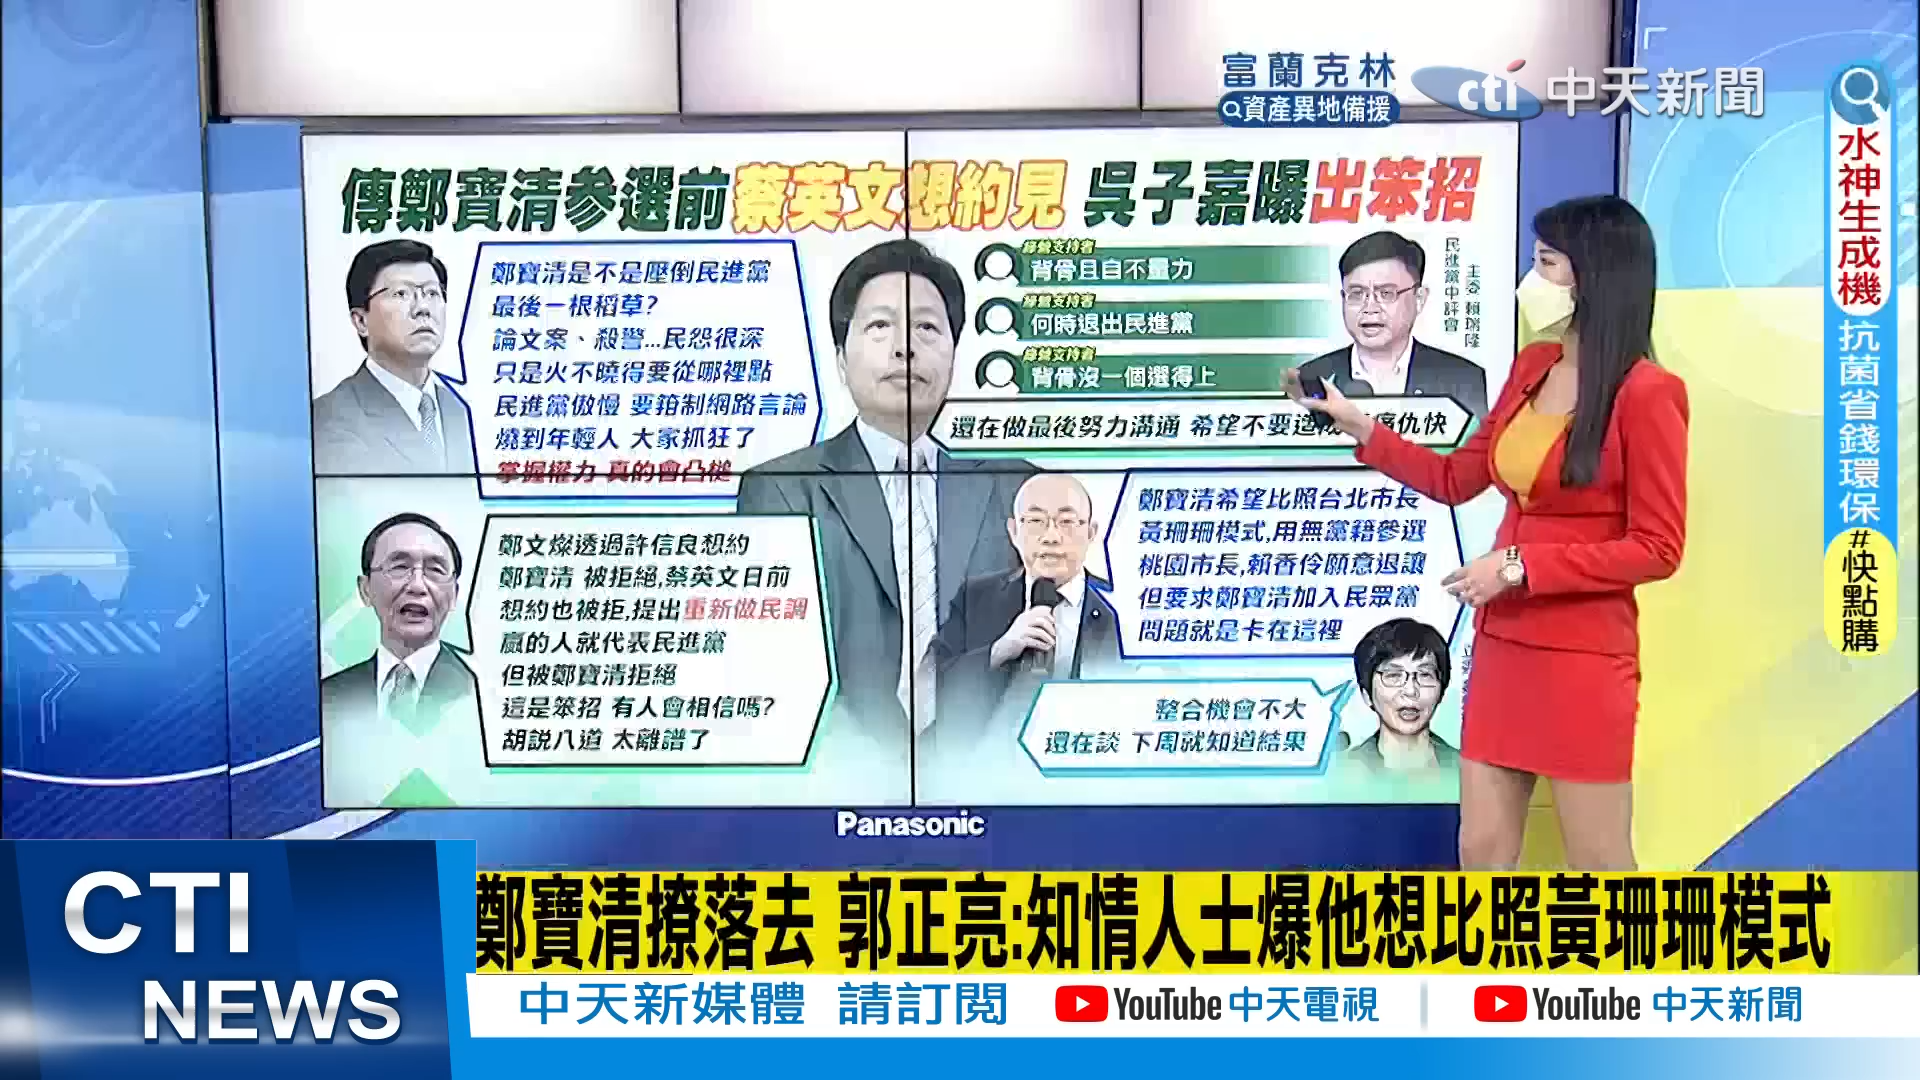 富蘭克林
資產異地備援
cti 中天新聞
水神生成機
抗菌省錢環保
#快點購
傳鄭寶清參選前蔡英文想約見 吳子嘉曝出笨招
鄭寶清是不是壓倒民進黨
最後一根稻草?
論文案、殺警...民怨很深
只是火不曉得要從哪裡點
民進黨傲慢 要箝制網路言論
燒到年輕人 大家抓狂了
掌握權力 真的會凸槌
綠營支持者
背骨且自不量力
綠營支持者
何時退出民進黨
綠營支持者
背骨沒一個選得上
民進黨中評會
主委 賴瑞隆
還在做最後努力溝通 希望不要造成 痛仇快
鄭文燦透過許信良想約
鄭寶清 被拒絕,蔡英文日前
想約也被拒,提出重新做民調
贏的人就代表民進黨
但被鄭寶清拒絕
這是笨招 有人會相信嗎?
胡說八道 太離譜了
鄭寶清希望比照台北市長
黃珊珊模式,用無黨籍參選
桃園市長,賴香伶願意退讓
但要求鄭寶清加入民眾黨
問題就是卡在這裡
整合機會不大
還在談 下周就知道結果
Panasonic
CTI
NEWS
鄭寶清撩落去 郭正亮:知情人士爆他想比照黃珊珊模式
中天新媒體 請訂閱 YouTube 中天電視 YouTube 中天新聞